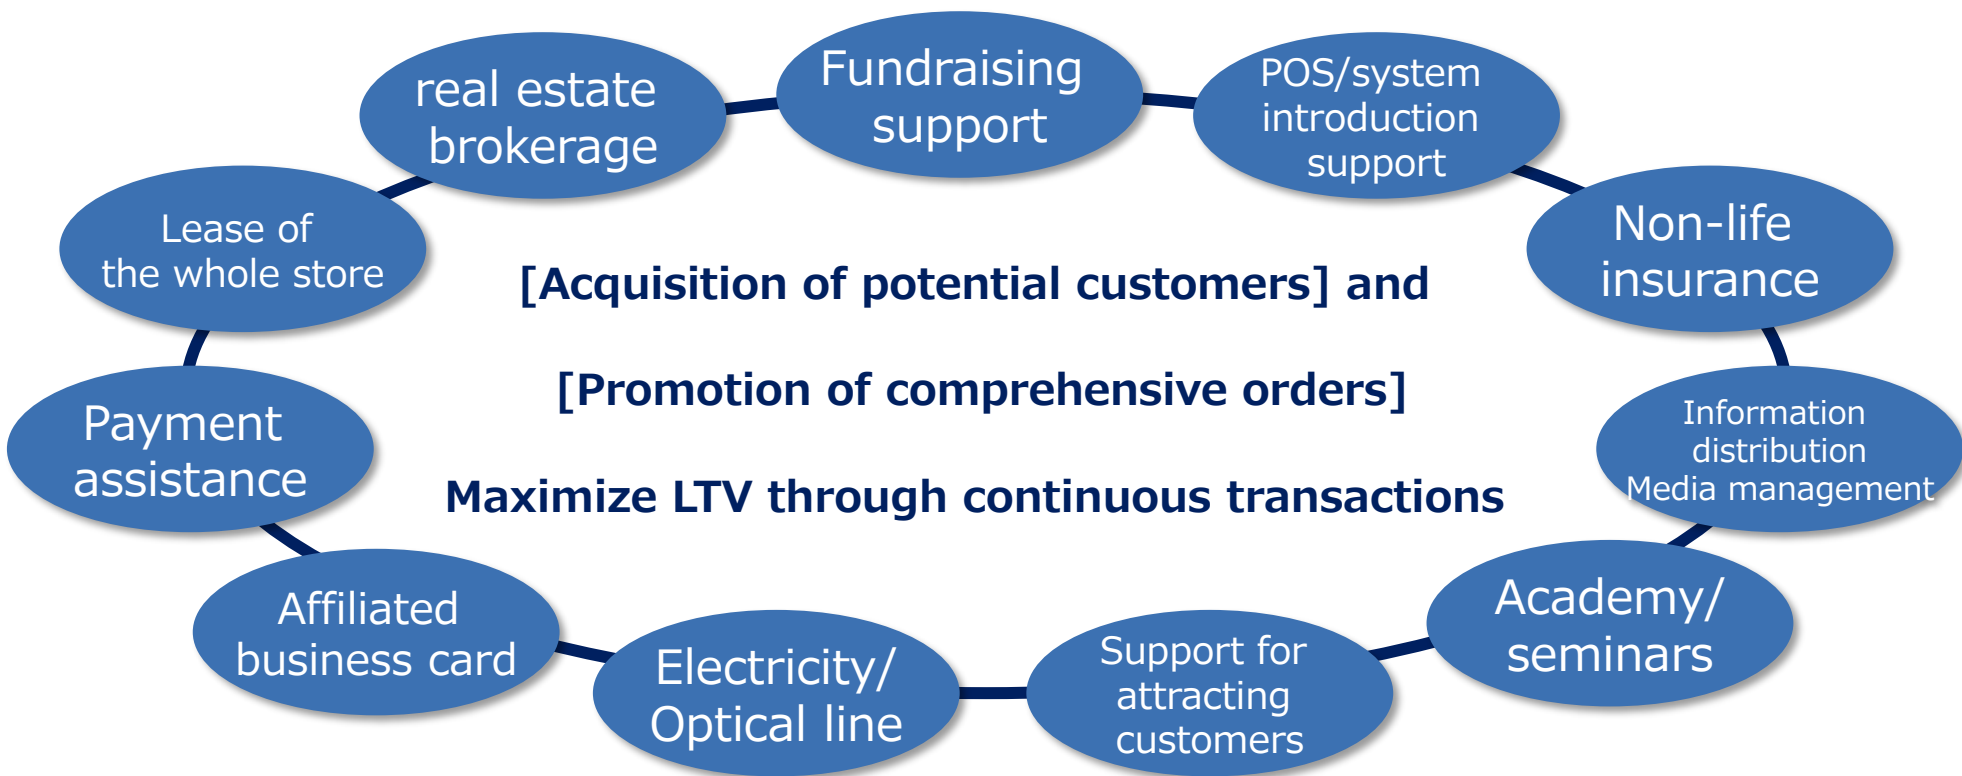 Fundraising
support
real estate
brokerage
POS/system
introduction
support
Lease of
the whole store
Non-life
insurance
[Acquisition of potential customers] and
[Promotion of comprehensive orders]
Maximize LTV through continuous transactions
Payment
assistance
Information
distribution
Media management
Affiliated
business card
Academy/
seminars
Electricity/
Optical line
Support for
attracting
customers